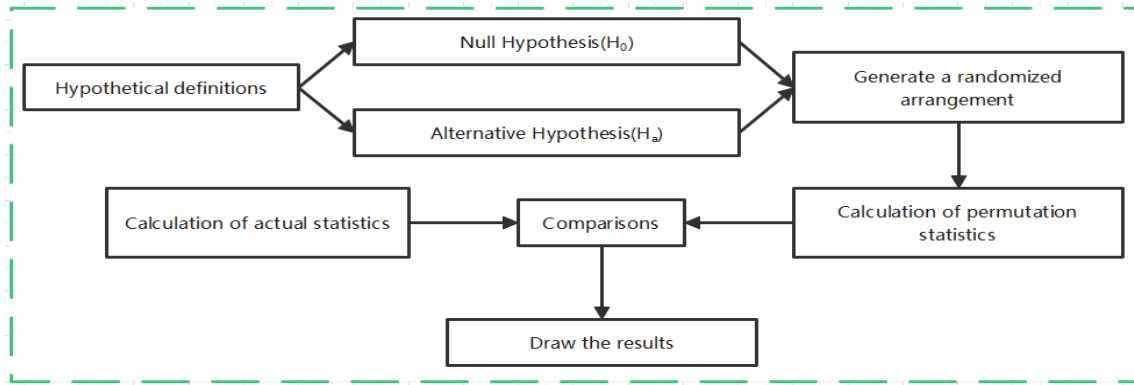 Null Hypothesis(H₀)
Hypothetical definitions
Alternative Hypothesis(Hₐ)
Generate a randomized
arrangement
Calculation of actual statistics
Comparisons
Calculation of permutation
statistics
Draw the results